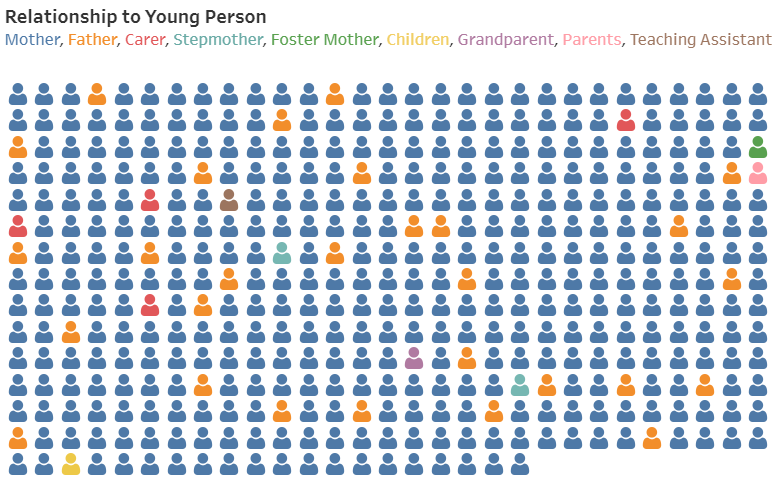 Relationship to Young Person
Mother, Father, Carer, Stepmother, Foster Mother, Children, Grandparent, Parents, Teaching Assistant